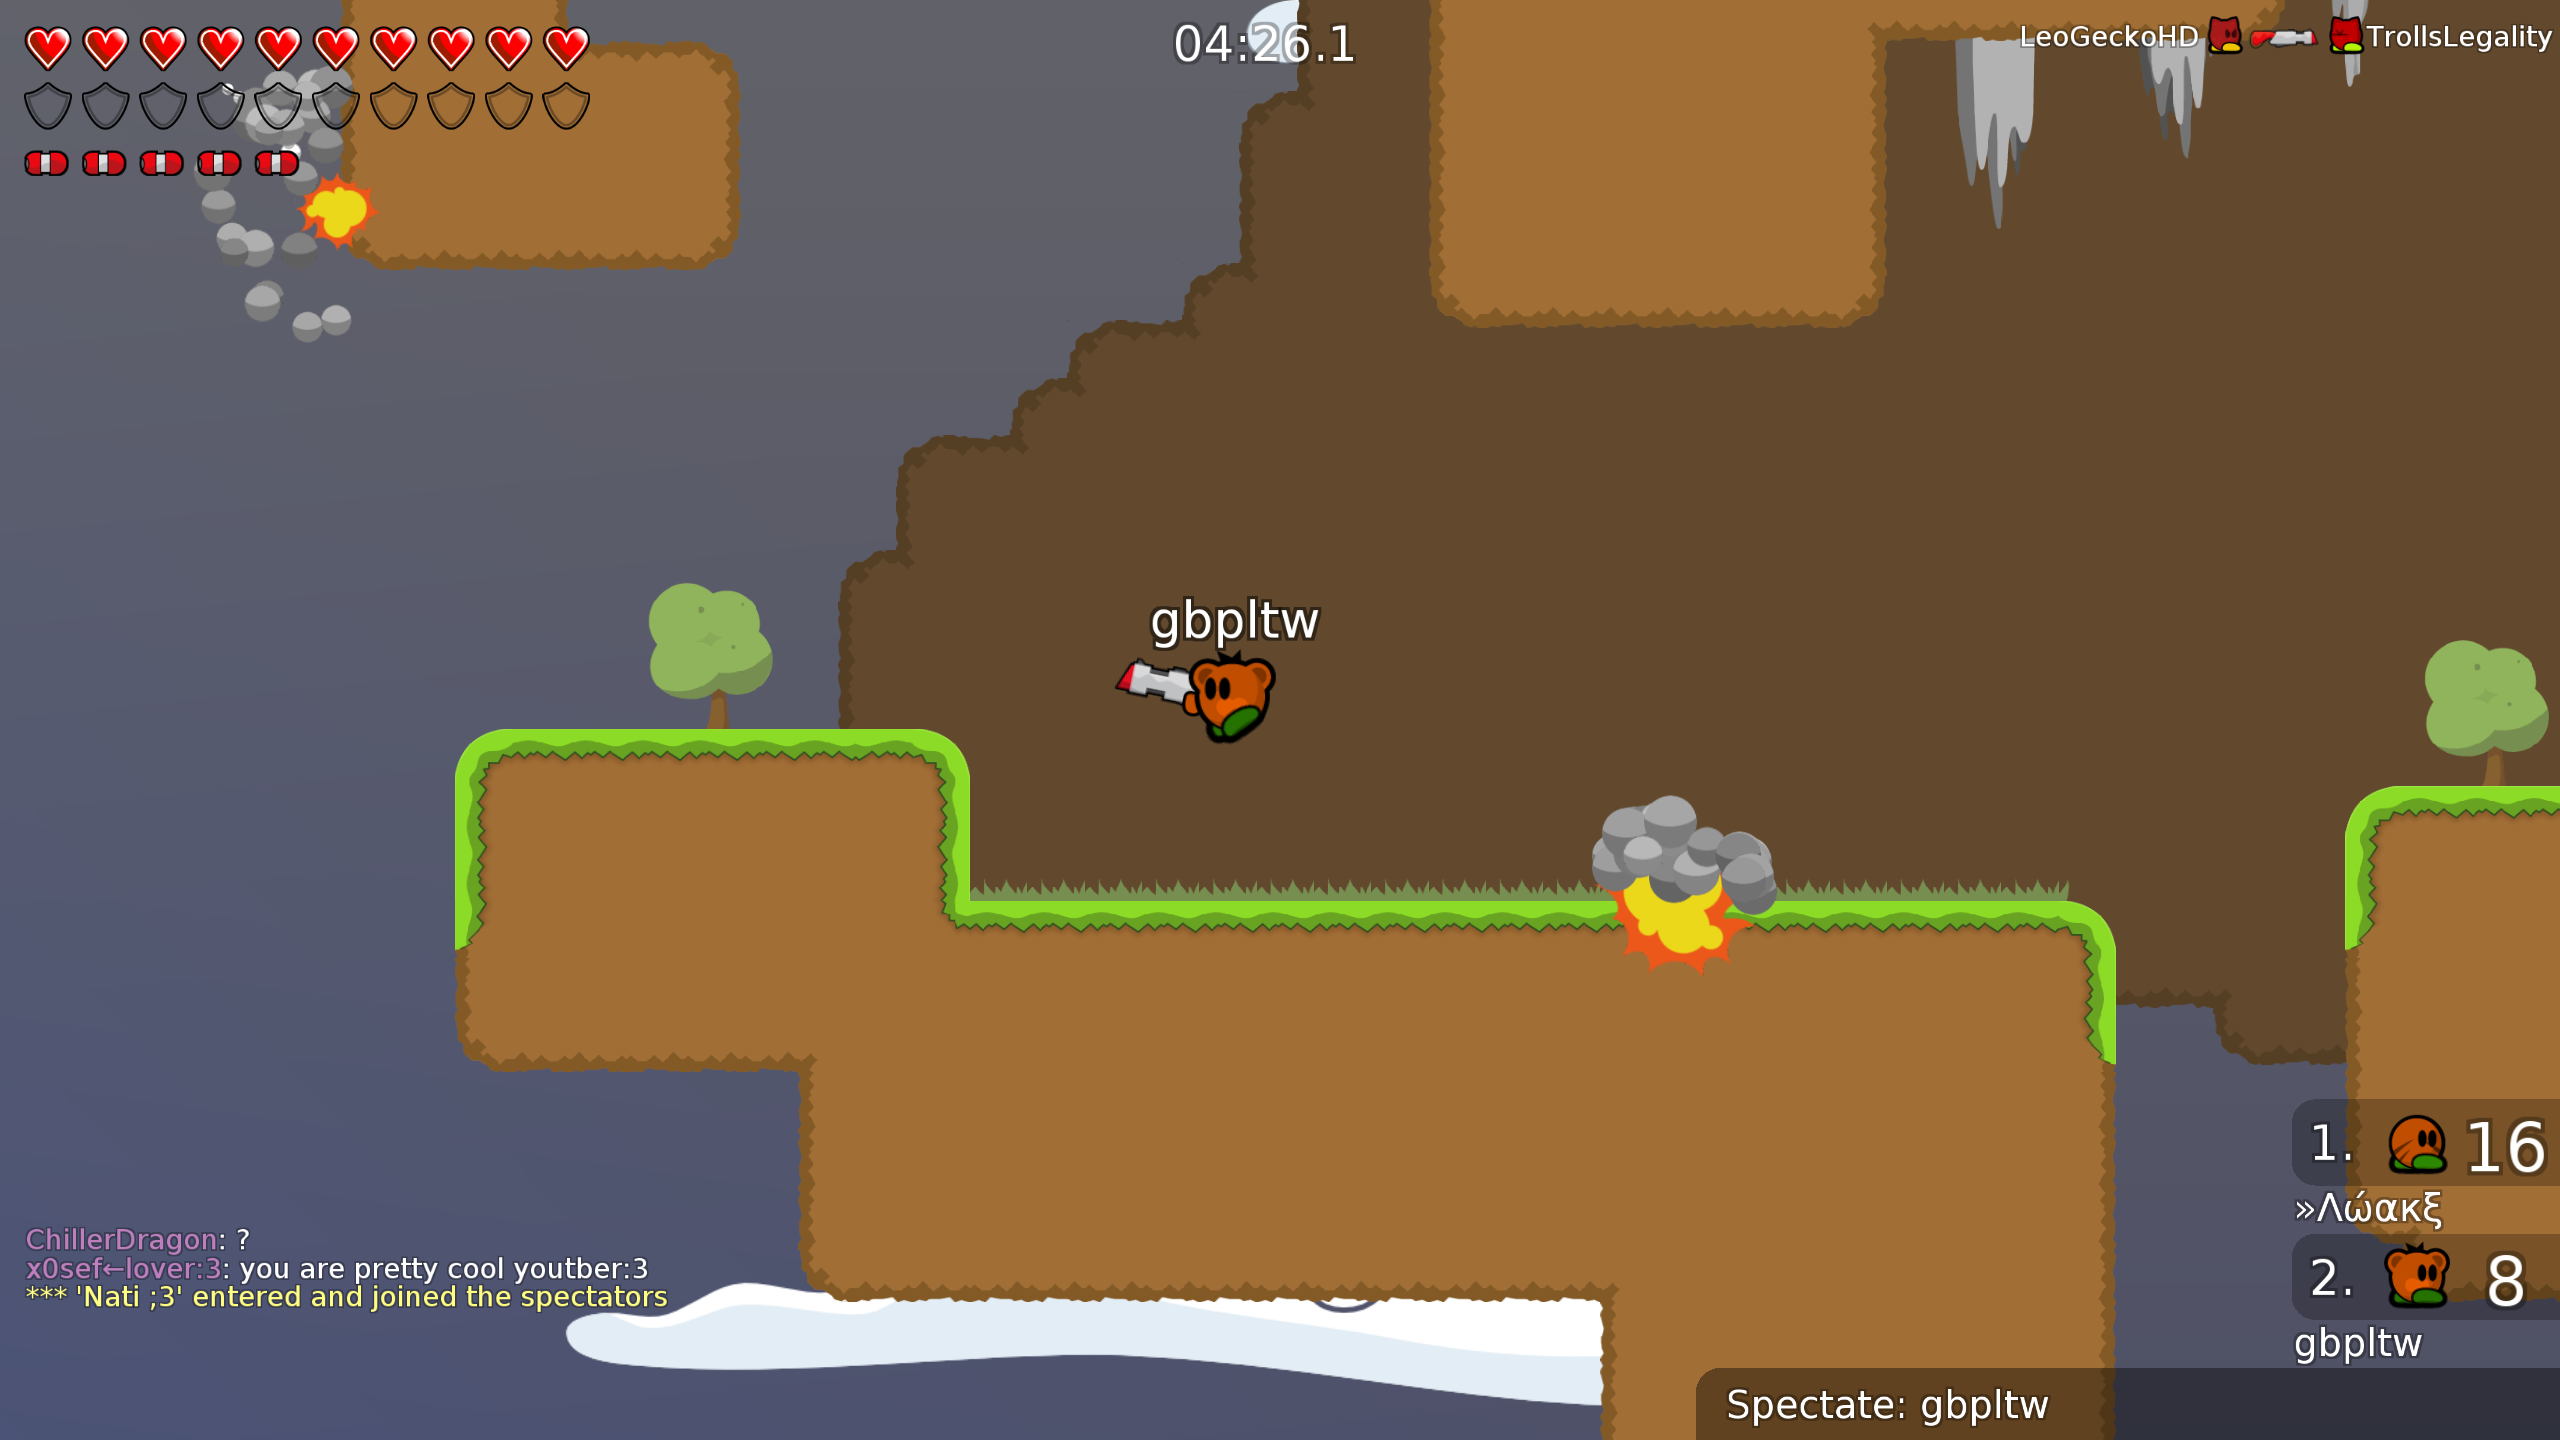 04:26.1
LeoGeckoHD TrollsLegality
gbpltw
1. 16
»Λώακξ
2. 8
gbpltw
ChillerDragon: ?
x0sef←lover:3: you are pretty cool youtber:3
*** 'Nati ;3' entered and joined the spectators
Spectate: gbpltw